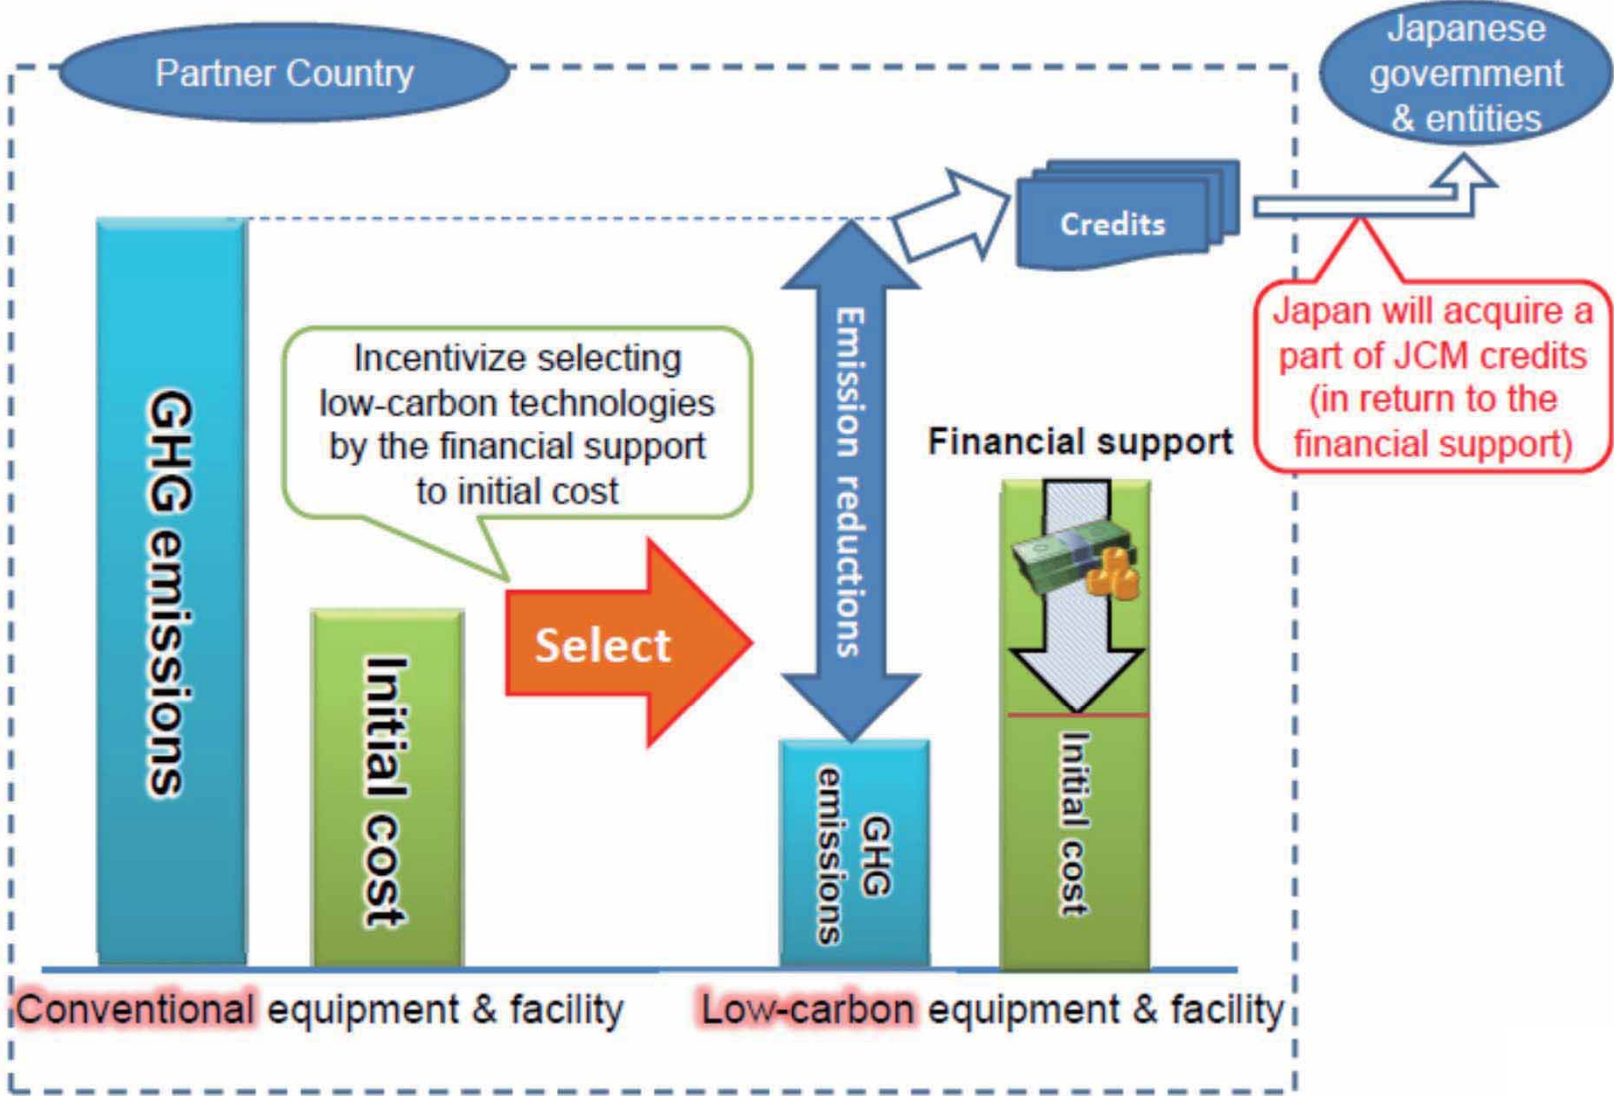 Partner Country
Japanese
government
& entities
Credits
Japan will acquire a
part of JCM credits
(in return to the
financial support)
Incentivize selecting
low-carbon technologies
by the financial support
to initial cost
Select
GHG emissions
Initial cost
Emission reductions
Financial support
GHG
emissions
Initial cost
Conventional equipment & facility
Low-carbon equipment & facility